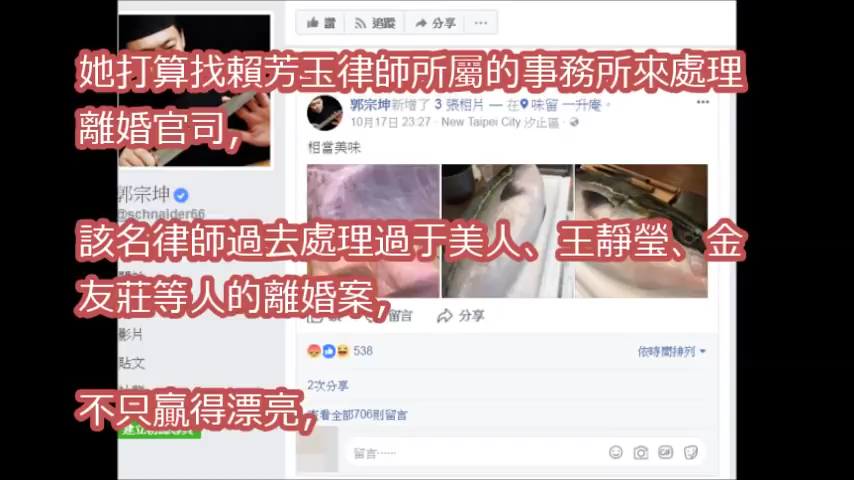 讚 追蹤 分享 ...
她打算找賴芳玉律師所屬的事務所來處理
離婚官司,
郭宗坤新增了 3 張相片 — 在 味留 一升庵。
10月17日 23:27 · New Taipei City 汐止區 ·
相當美味
郭宗坤
@schnaider66
該名律師過去處理過于美人、王靜瑩、金
友莊等人的離婚案,
留言 分享
影片
538 依時間排列
貼文
2次分享
不只贏得漂亮,
查看全部706則留言
留言……